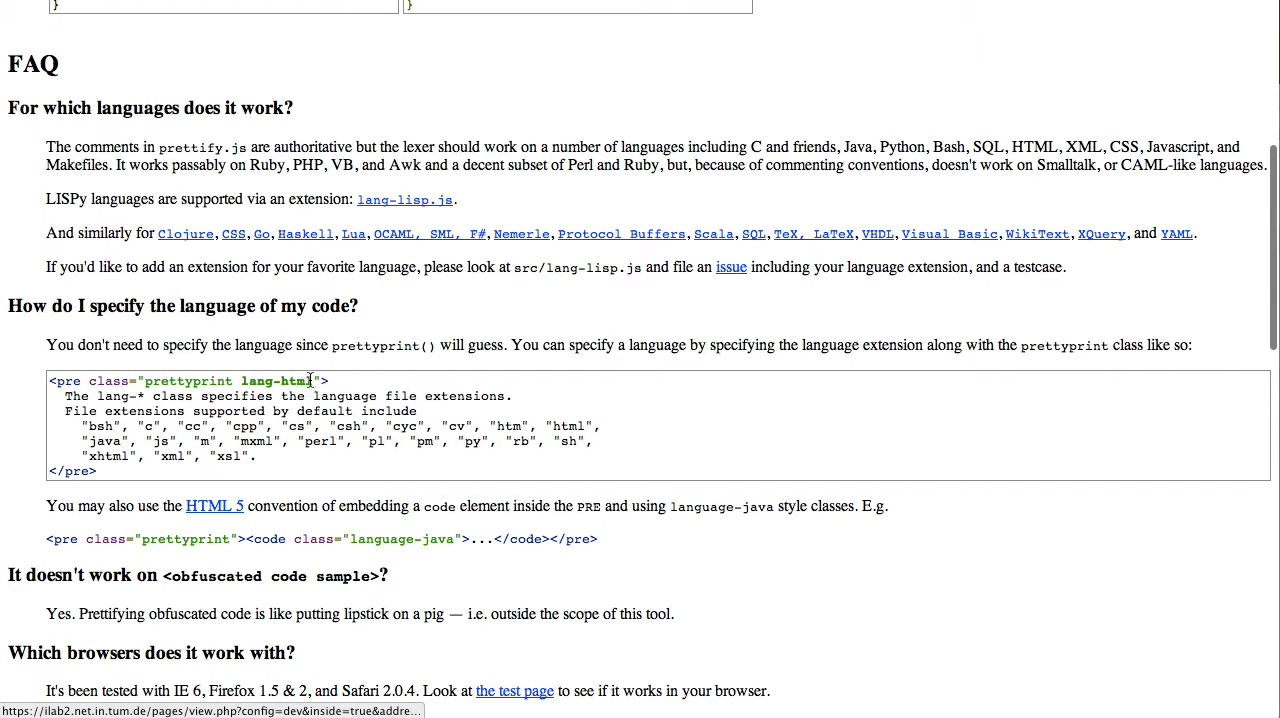 }
}
FAQ
For which languages does it work?
The comments in prettify.js are authoritative but the lexer should work on a number of languages including C and friends, Java, Python, Bash, SQL, HTML, XML, CSS, Javascript, and
Makefiles. It works passably on Ruby, PHP, VB, and Awk and a decent subset of Perl and Ruby, but, because of commenting conventions, doesn't work on Smalltalk, or CAML-like languages.
LISPy languages are supported via an extension: lang-lisp.js.
And similarly for Clojure, CSS, Go, Haskell, Lua, OCAML, SML, F#, Nemerle, Protocol Buffers, Scala, SQL, TeX, LaTeX, VHDL, Visual Basic, WikiText, XQuery, and YAML.
If you'd like to add an extension for your favorite language, please look at src/lang-lisp.js and file an issue including your language extension, and a testcase.
How do I specify the language of my code?
You don't need to specify the language since prettyprint() will guess. You can specify a language by specifying the language extension along with the prettyprint class like so:
<pre class="prettyprint lang-html">
The lang-* class specifies the language file extensions.
File extensions supported by default include
"bsh", "c", "cc", "cpp", "cs", "csh", "cyc", "cv", "htm", "html",
"java", "js", "m", "mxml", "perl", "pl", "pm", "py", "rb", "sh",
"xhtml", "xml", "xsl".
</pre>
You may also use the HTML 5 convention of embedding a code element inside the PRE and using language-java style classes. E.g.
<pre class="prettyprint"><code class="language-java">...</code></pre>
It doesn't work on <obfuscated code sample>?
Yes. Prettifying obfuscated code is like putting lipstick on a pig — i.e. outside the scope of this tool.
Which browsers does it work with?
It's been tested with IE 6, Firefox 1.5 & 2, and Safari 2.0.4. Look at the test page to see if it works in your browser.
https://ilab2.net.in.tum.de/pages/view.php?config=dev&inside=true&addre...